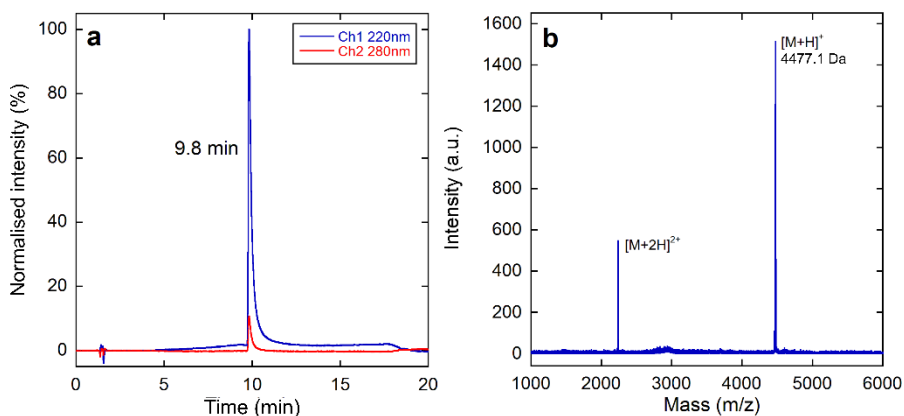 a
Ch1 220nm
Ch2 280nm
9.8 min
Normalised intensity (%)
100
80
60
40
20
0
0
5
10
15
20
Time (min)
b
[M+H]⁺
4477.1 Da
[M+2H]²⁺
Intensity (a.u.)
1600
1400
1200
1000
800
600
400
200
0
1000
2000
3000
4000
5000
6000
Mass (m/z)